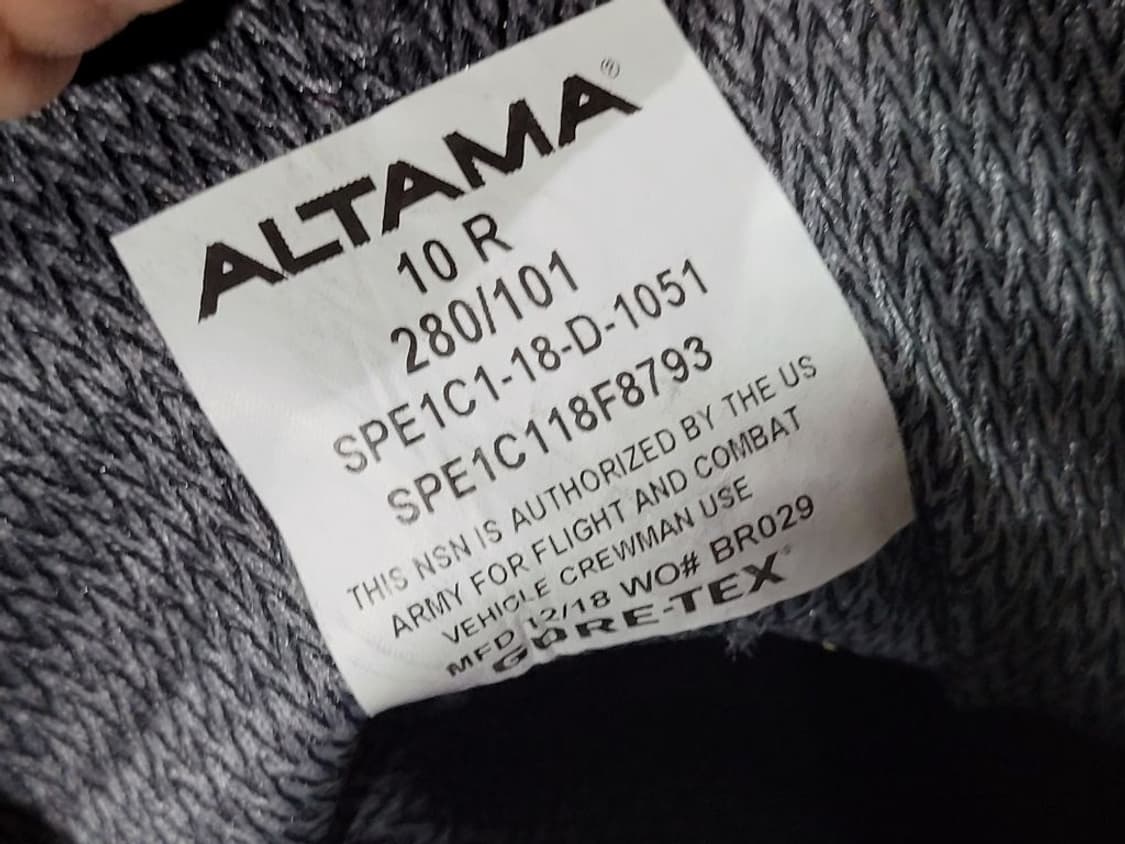 ALTAMA®
10 R
280/101
SPE1C1-18-D-1051
SPE1C118F8793
THIS NSN IS AUTHORIZED BY THE US
ARMY FOR FLIGHT AND COMBAT
VEHICLE CREWMAN USE
MFD 12/18 WO# BR029
GORE-TEX